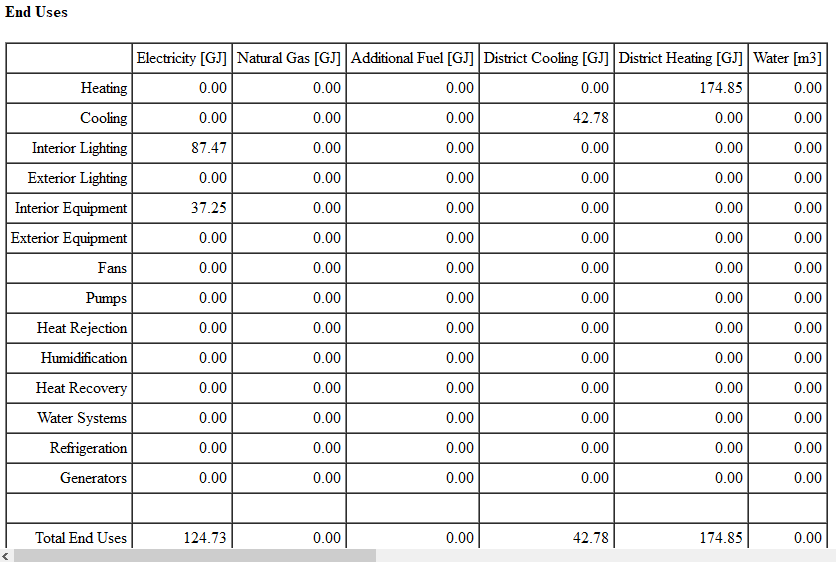 End Uses
Electricity [GJ] Natural Gas [GJ] Additional Fuel [GJ] District Cooling [GJ] District Heating [GJ] Water [m3]
Heating 0.00 0.00 0.00 0.00 174.85 0.00
Cooling 0.00 0.00 0.00 42.78 0.00 0.00
Interior Lighting 87.47 0.00 0.00 0.00 0.00 0.00
Exterior Lighting 0.00 0.00 0.00 0.00 0.00 0.00
Interior Equipment 37.25 0.00 0.00 0.00 0.00 0.00
Exterior Equipment 0.00 0.00 0.00 0.00 0.00 0.00
Fans 0.00 0.00 0.00 0.00 0.00 0.00
Pumps 0.00 0.00 0.00 0.00 0.00 0.00
Heat Rejection 0.00 0.00 0.00 0.00 0.00 0.00
Humidification 0.00 0.00 0.00 0.00 0.00 0.00
Heat Recovery 0.00 0.00 0.00 0.00 0.00 0.00
Water Systems 0.00 0.00 0.00 0.00 0.00 0.00
Refrigeration 0.00 0.00 0.00 0.00 0.00 0.00
Generators 0.00 0.00 0.00 0.00 0.00 0.00
Total End Uses 124.73 0.00 0.00 42.78 174.85 0.00